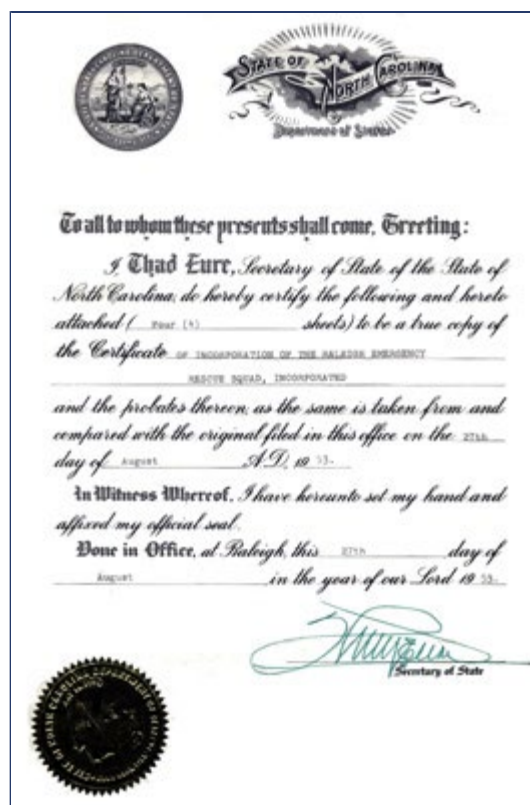 STATE OF
NORTH CAROLINA
Department of State
To all to whom these presents shall come, Greeting:
I, Thad Eure, Secretary of State of the State of
North Carolina, do hereby certify the following and hereto
attached ( Four (4) sheets) to be a true copy of
the Certificate OF INCORPORATION OF THE EMERGENCY
RESCUE SQUAD, INCORPORATED
and the probates thereon, as the same is taken from and
compared with the original filed in this office on the 27th
day of August A.D. 19 53.
In Witness Whereof, I have hereunto set my hand and
affixed my official seal.
Done in Office, at Raleigh, this 27th day of
August in the year of our Lord 19 53.
Secretary of State